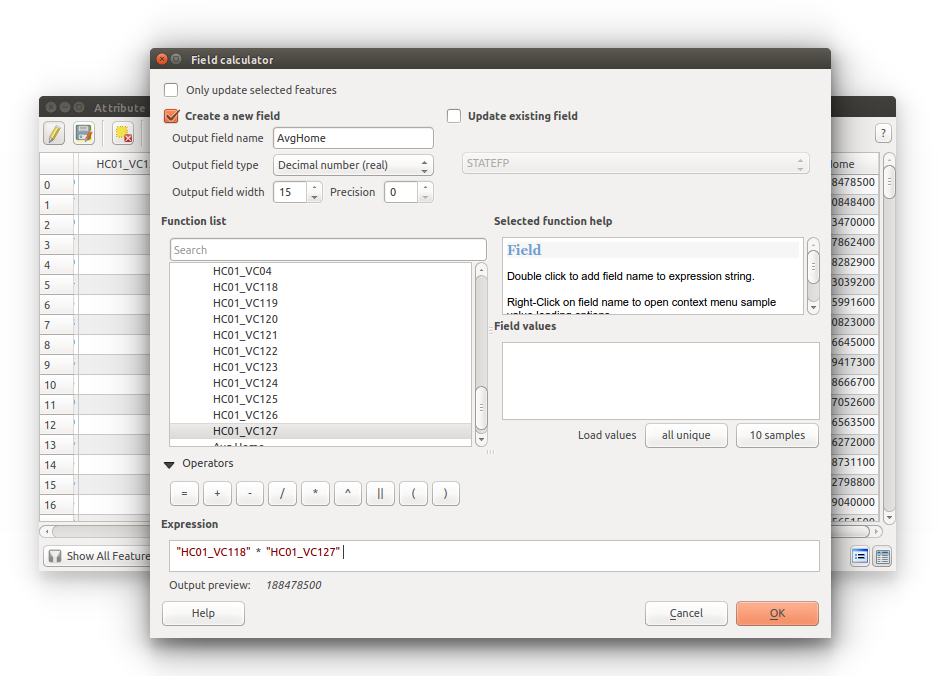 Field calculator
Only update selected features
Attribute
Create a new field
Update existing field
?
Output field name AvgHome
HC01_VC1
Output field type Decimal number (real)
STATEFP
Output field width 15 Precision 0
Function list
Selected function help
Search
Field
Double click to add field name to expression string.
Right-Click on field name to open context menu sample
HC01_VC04
HC01_VC118
HC01_VC119
HC01_VC120
HC01_VC121
HC01_VC122
HC01_VC123
HC01_VC124
HC01_VC125
HC01_VC126
HC01_VC127
Field values
Load values all unique 10 samples
Operators
= + - / * ^ || ( )
Expression
"HC01_VC118" * "HC01_VC127"
Output preview: 188478500
Help Cancel OK
0
1
2
3
4
5
6
7
8
9
10
11
12
13
14
15
16
Show All Feature
ome
8478500
0848400
3470000
7862400
8282900
3039200
5991600
0823000
6645000
9417300
8666700
7052600
6563500
6272000
8731100
2798800
9040000